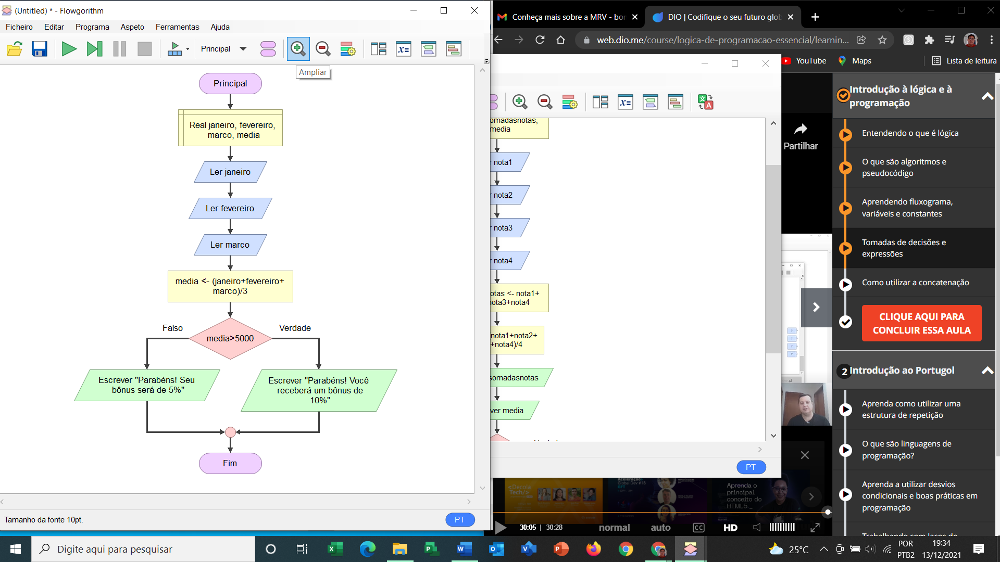 (Untitled) * - Flowgorithm
Ficheiro Editar Programa Aspeto Ferramentas Ajuda
Principal
Ampliar
Principal
Real janeiro, fevereiro,
marco, media
Ler janeiro
Ler fevereiro
Ler marco
media <- (janeiro+fevereiro+
marco)/3
Falso
Verdade
media>5000
Escrever "Parabéns! Seu
bônus será de 5%"
Escrever "Parabéns! Você
receberá um bônus de
10%"
Fim
Tamanho da fonte 10pt.
PT
Conheça mais sobre a MRV - bor
DIO | Codifique o seu futuro glob
web.dio.me/course/logica-de-programacao-essencial/learnin...
YouTube
Maps
Lista de leitura
omadasnotas,
media
r nota1
r nota2
r nota3
r nota4
otas <- nota1+
nota3+nota4
nota1+nota2+
+nota4)/4
somadasnotas
ver media
PT
Partilhar
Introdução à lógica e à
programação
Entendendo o que é lógica
O que são algoritmos e
pseudocódigo
Aprendendo fluxograma,
variáveis e constantes
Tomadas de decisões e
expressões
Como utilizar a concatenação
CLIQUE AQUI PARA
CONCLUIR ESSA AULA
2 Introdução ao Portugol
Aprenda como utilizar uma
estrutura de repetição
O que são linguagens de
programação?
Aprenda a utilizar desvios
condicionais e boas práticas em
programação
Trabalhando com laços de
<Decola
Tech/>
Aceleração
Global Dev #18
GFT
Aprenda o
principal
conceito do
HTML5 _
30:05 | 30:28
normal
auto
CC
HD
Digite aqui para pesquisar
25°C
POR
PTB2
19:34
13/12/2021